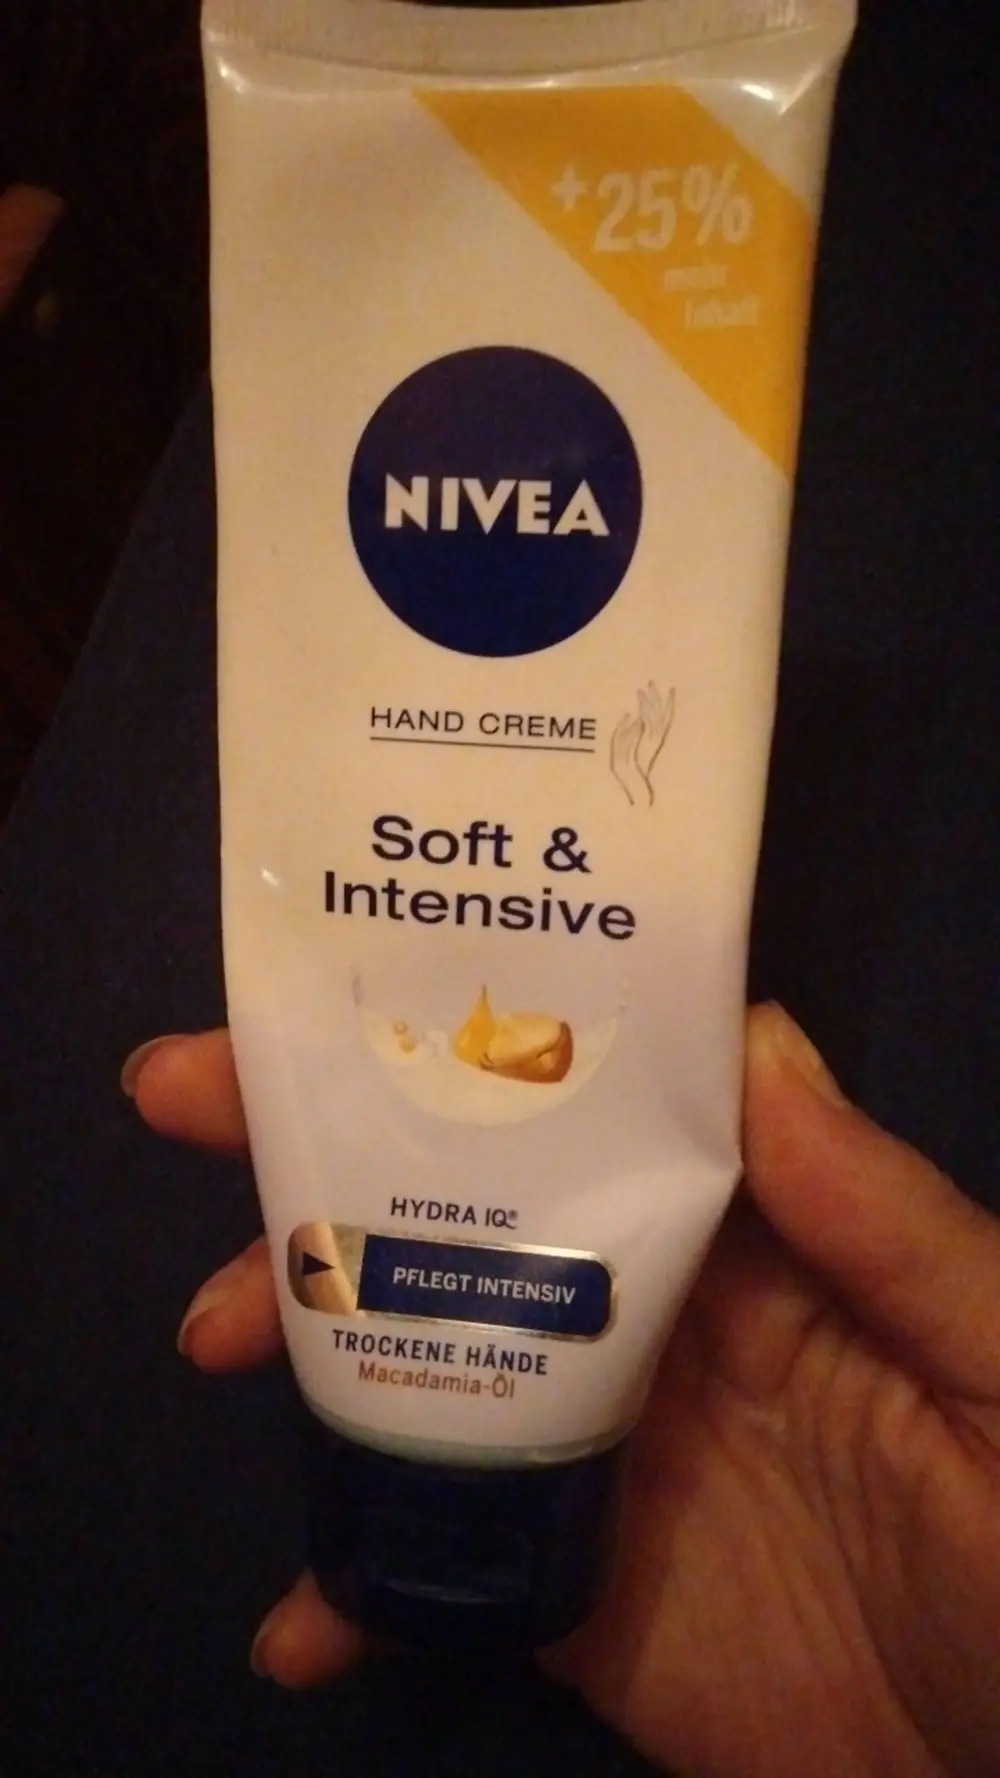 +25%
mehr
Inhalt
NIVEA
HAND CREME
Soft &
Intensive
HYDRA IQ®
PFLEGT INTENSIV
TROCKENE HÄNDE
Macadamia-Öl